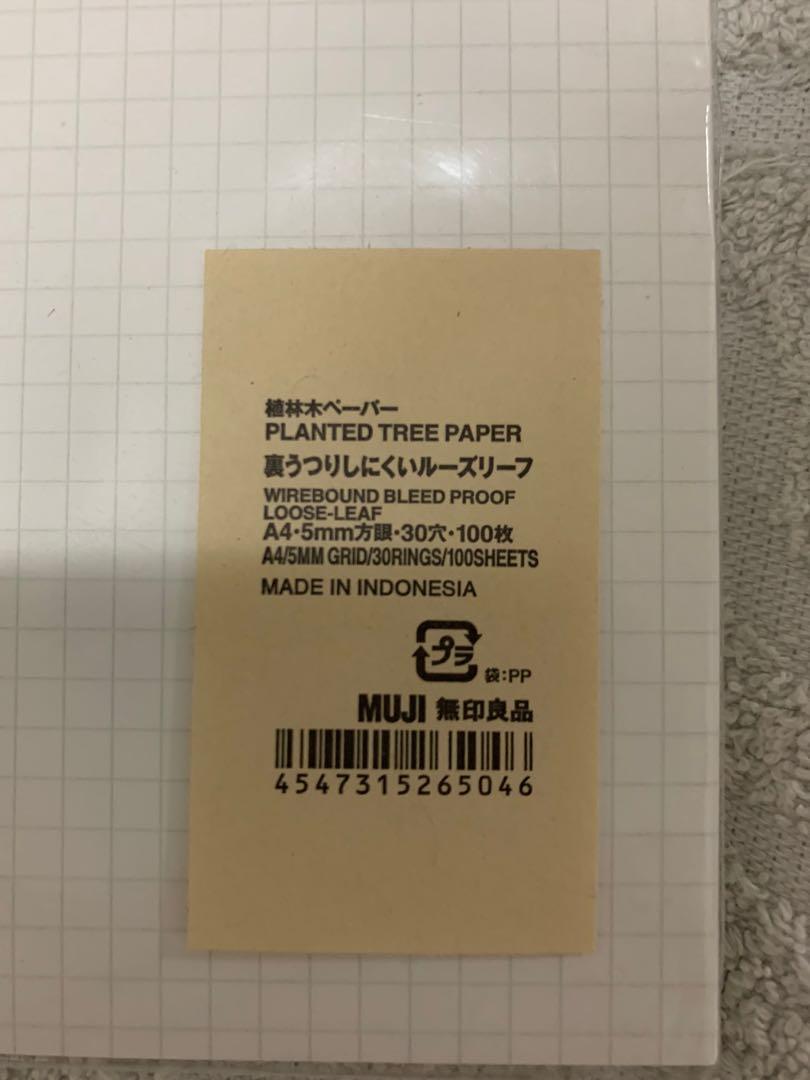 植林木ペーパー
PLANTED TREE PAPER
裏うつりしにくいルーズリーフ
WIREBOUND BLEED PROOF
LOOSE-LEAF
A4・5mm方眼・30穴・100枚
A4/5MM GRID/30RINGS/100SHEETS
MADE IN INDONESIA
プラ
袋:PP
MUJI 無印良品
4547315265046